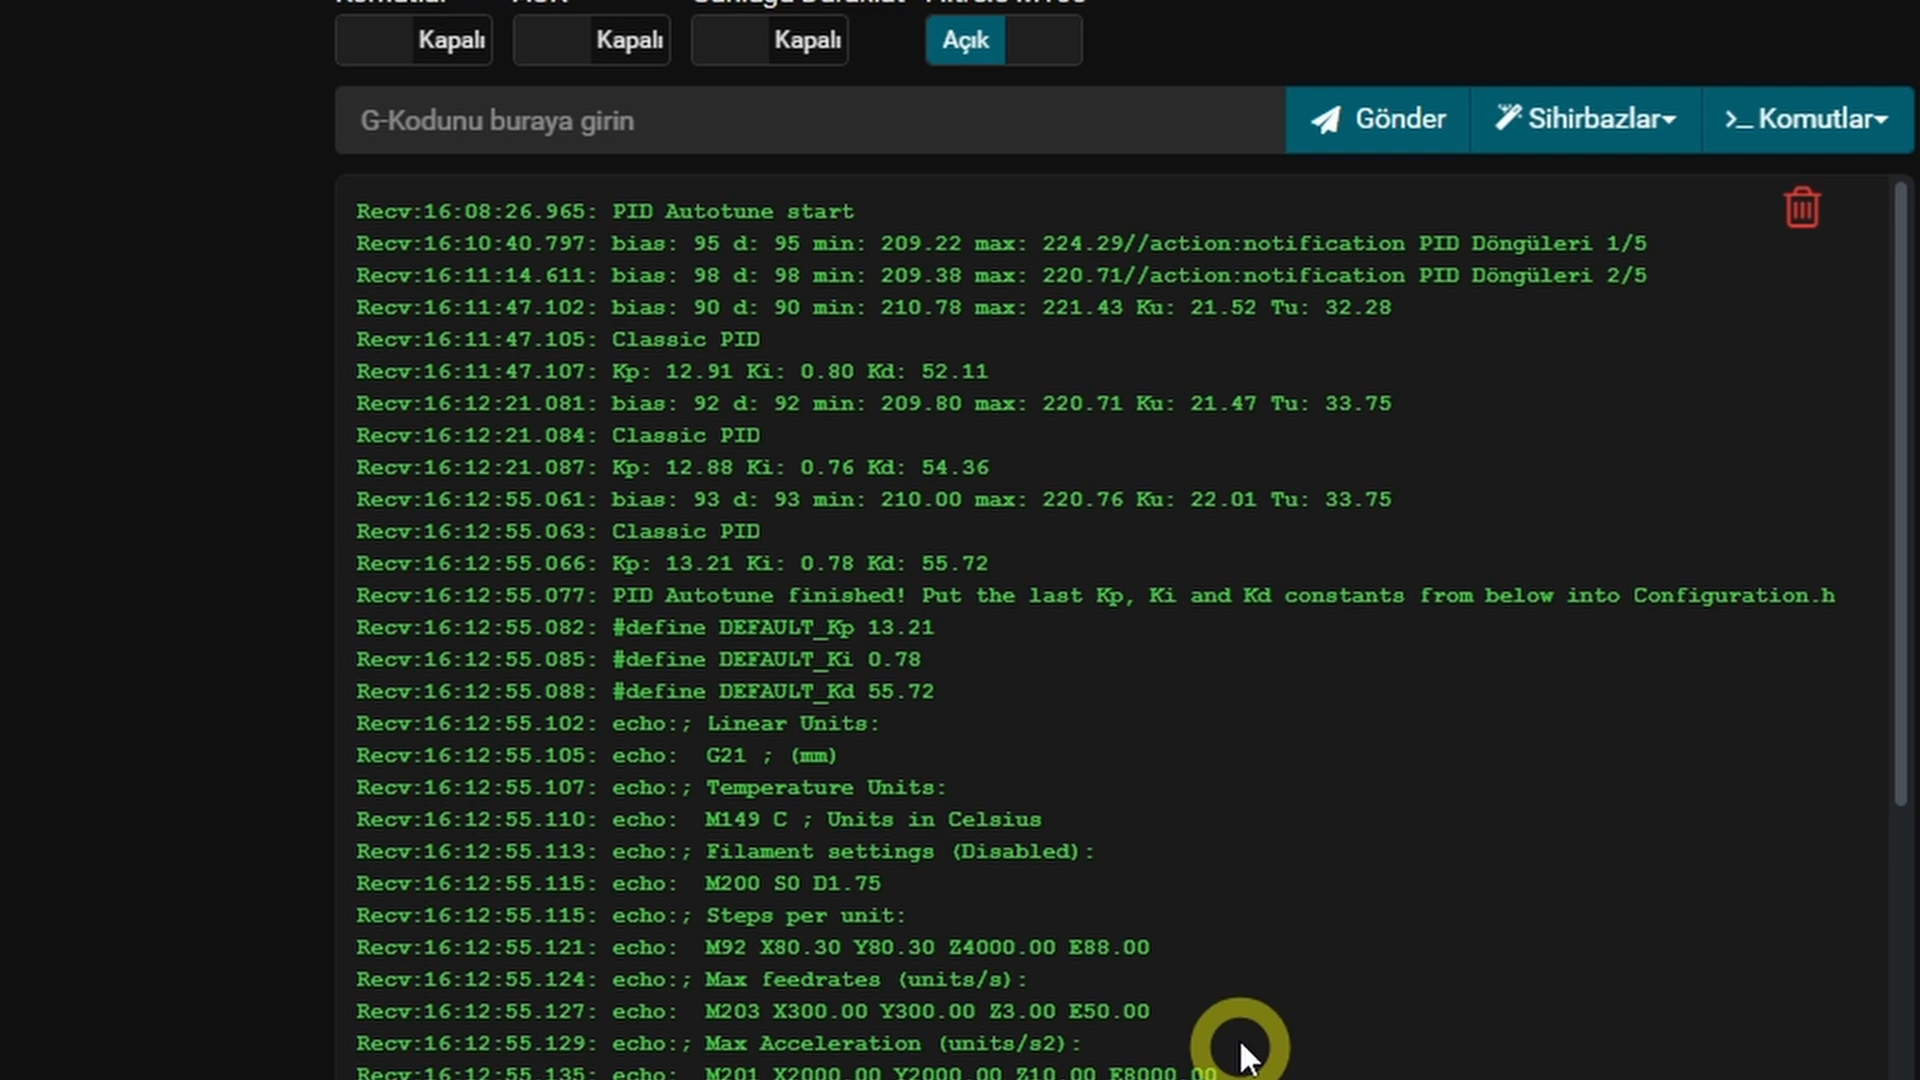 Kapalı Kapalı Kapalı Açık
G-Kodunu buraya girin Gönder Sihirbazlar >_ Komutlar
Recv:16:08:26.965: PID Autotune start
Recv:16:10:40.797: bias: 95 d: 95 min: 209.22 max: 224.29//action:notification PID Döngüleri 1/5
Recv:16:11:14.611: bias: 98 d: 98 min: 209.38 max: 220.71//action:notification PID Döngüleri 2/5
Recv:16:11:47.102: bias: 90 d: 90 min: 210.78 max: 221.43 Ku: 21.52 Tu: 32.28
Recv:16:11:47.105: Classic PID
Recv:16:11:47.107: Kp: 12.91 Ki: 0.80 Kd: 52.11
Recv:16:12:21.081: bias: 92 d: 92 min: 209.80 max: 220.71 Ku: 21.47 Tu: 33.75
Recv:16:12:21.084: Classic PID
Recv:16:12:21.087: Kp: 12.88 Ki: 0.76 Kd: 54.36
Recv:16:12:55.061: bias: 93 d: 93 min: 210.00 max: 220.76 Ku: 22.01 Tu: 33.75
Recv:16:12:55.063: Classic PID
Recv:16:12:55.066: Kp: 13.21 Ki: 0.78 Kd: 55.72
Recv:16:12:55.077: PID Autotune finished! Put the last Kp, Ki and Kd constants from below into Configuration.h
Recv:16:12:55.082: #define DEFAULT_Kp 13.21
Recv:16:12:55.085: #define DEFAULT_Ki 0.78
Recv:16:12:55.088: #define DEFAULT_Kd 55.72
Recv:16:12:55.102: echo:; Linear Units:
Recv:16:12:55.105: echo:  G21 ; (mm)
Recv:16:12:55.107: echo:; Temperature Units:
Recv:16:12:55.110: echo:  M149 C ; Units in Celsius
Recv:16:12:55.113: echo:; Filament settings (Disabled):
Recv:16:12:55.115: echo:  M200 S0 D1.75
Recv:16:12:55.115: echo:; Steps per unit:
Recv:16:12:55.121: echo:  M92 X80.30 Y80.30 Z4000.00 E88.00
Recv:16:12:55.124: echo:; Max feedrates (units/s):
Recv:16:12:55.127: echo:  M203 X300.00 Y300.00 Z3.00 E50.00
Recv:16:12:55.129: echo:; Max Acceleration (units/s2):
Recv:16:12:55.135: echo:  M201 X2000.00 Y2000.00 Z10.00 E8000.00